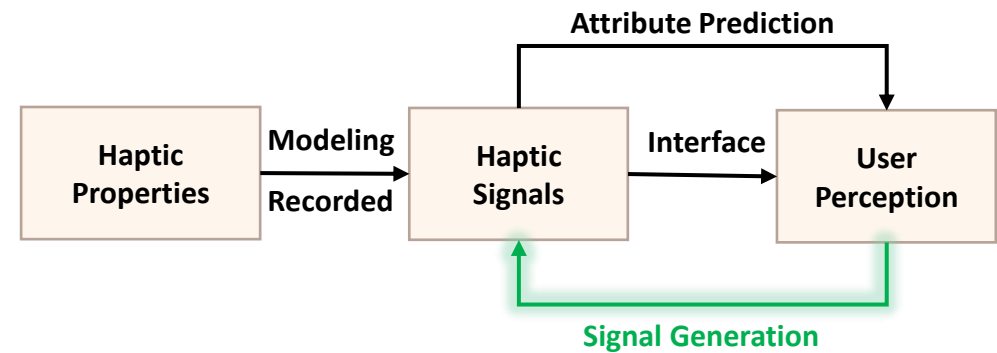 Attribute Prediction
Haptic
Properties
Modeling
Recorded
Haptic
Signals
Interface
User
Perception
Signal Generation